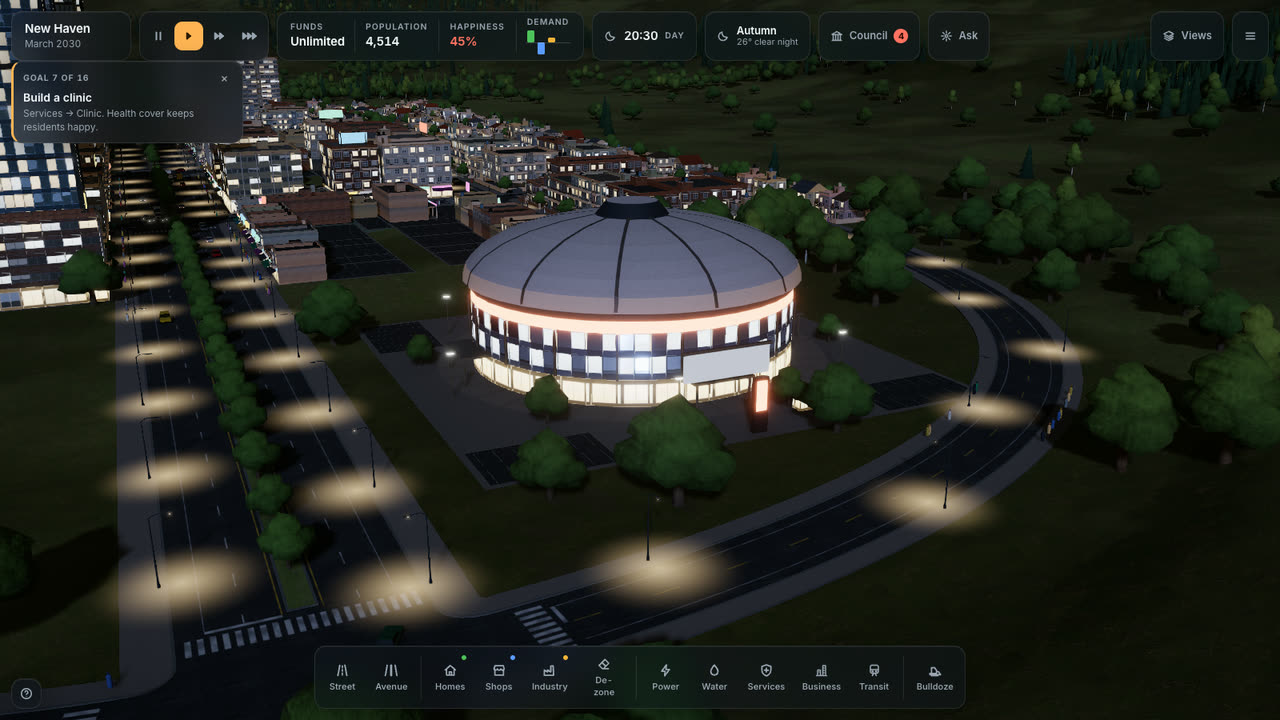 New Haven
March 2030
FUNDS
Unlimited
POPULATION
4,514
HAPPINESS
45%
DEMAND
20:30 DAY
Autumn
26° clear night
Council 4
Ask
Views
GOAL 7 OF 16
Build a clinic
Services → Clinic. Health cover keeps
residents happy.
Street
Avenue
Homes
Shops
Industry
De-
zone
Power
Water
Services
Business
Transit
Bulldoze